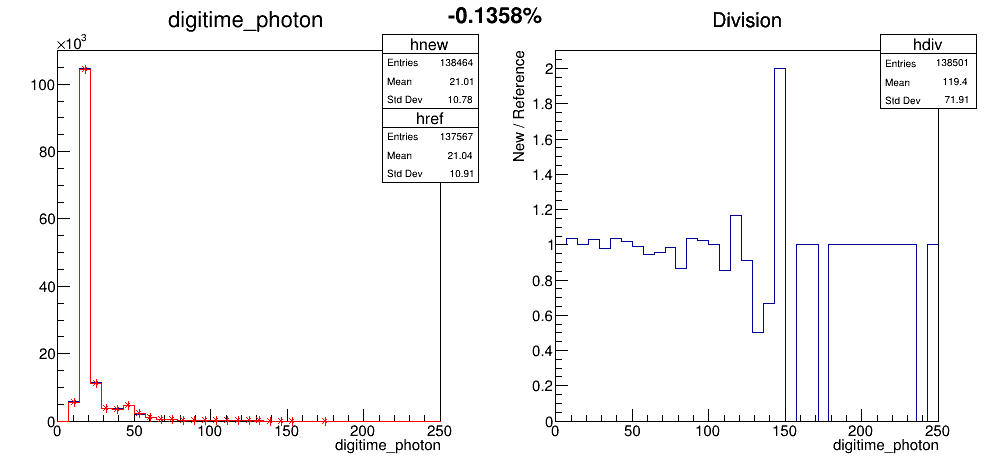 -0.1358%
digitime_photon
×10³
hnew
Entries 138464
Mean 21.01
Std Dev 10.78
href
Entries 137567
Mean 21.04
Std Dev 10.91
100
80
60
40
20
0
0 50 100 150 200 250
digitime_photon
Division
hdiv
Entries 138501
Mean 119.4
Std Dev 71.91
New / Reference
2
1.8
1.6
1.4
1.2
1
0.8
0.6
0.4
0.2
0
0 50 100 150 200 250
digitime_photon